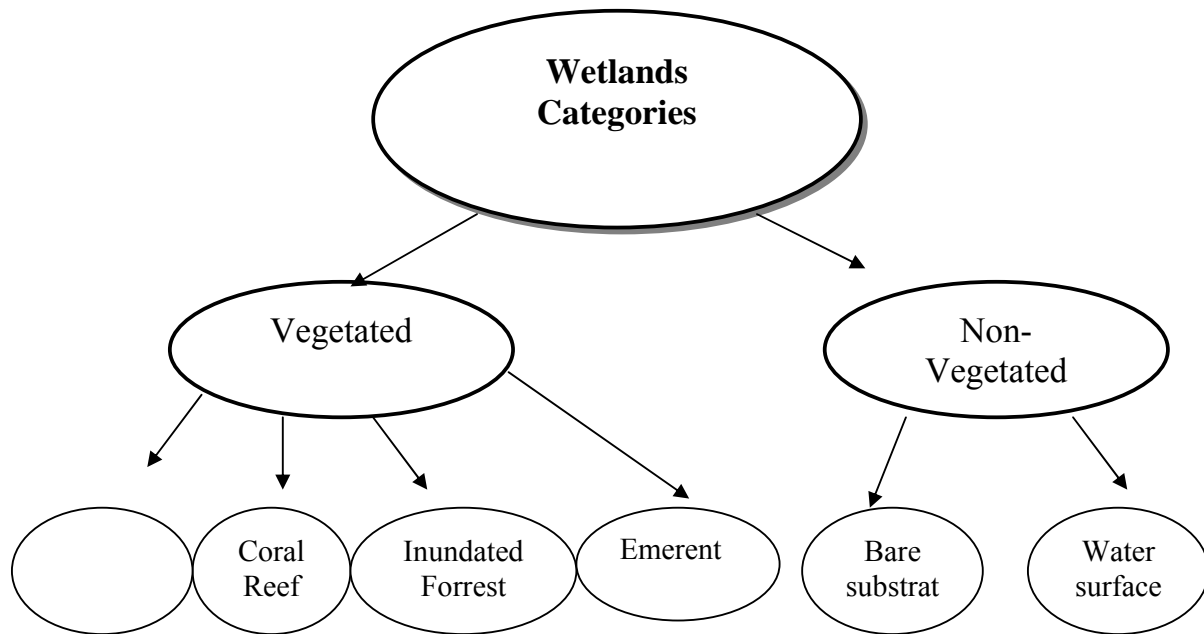 Wetlands
Categories
Vegetated
Non-
Vegetated
Coral
Reef
Inundated
Forrest
Emerent
Bare
substrat
Water
surface